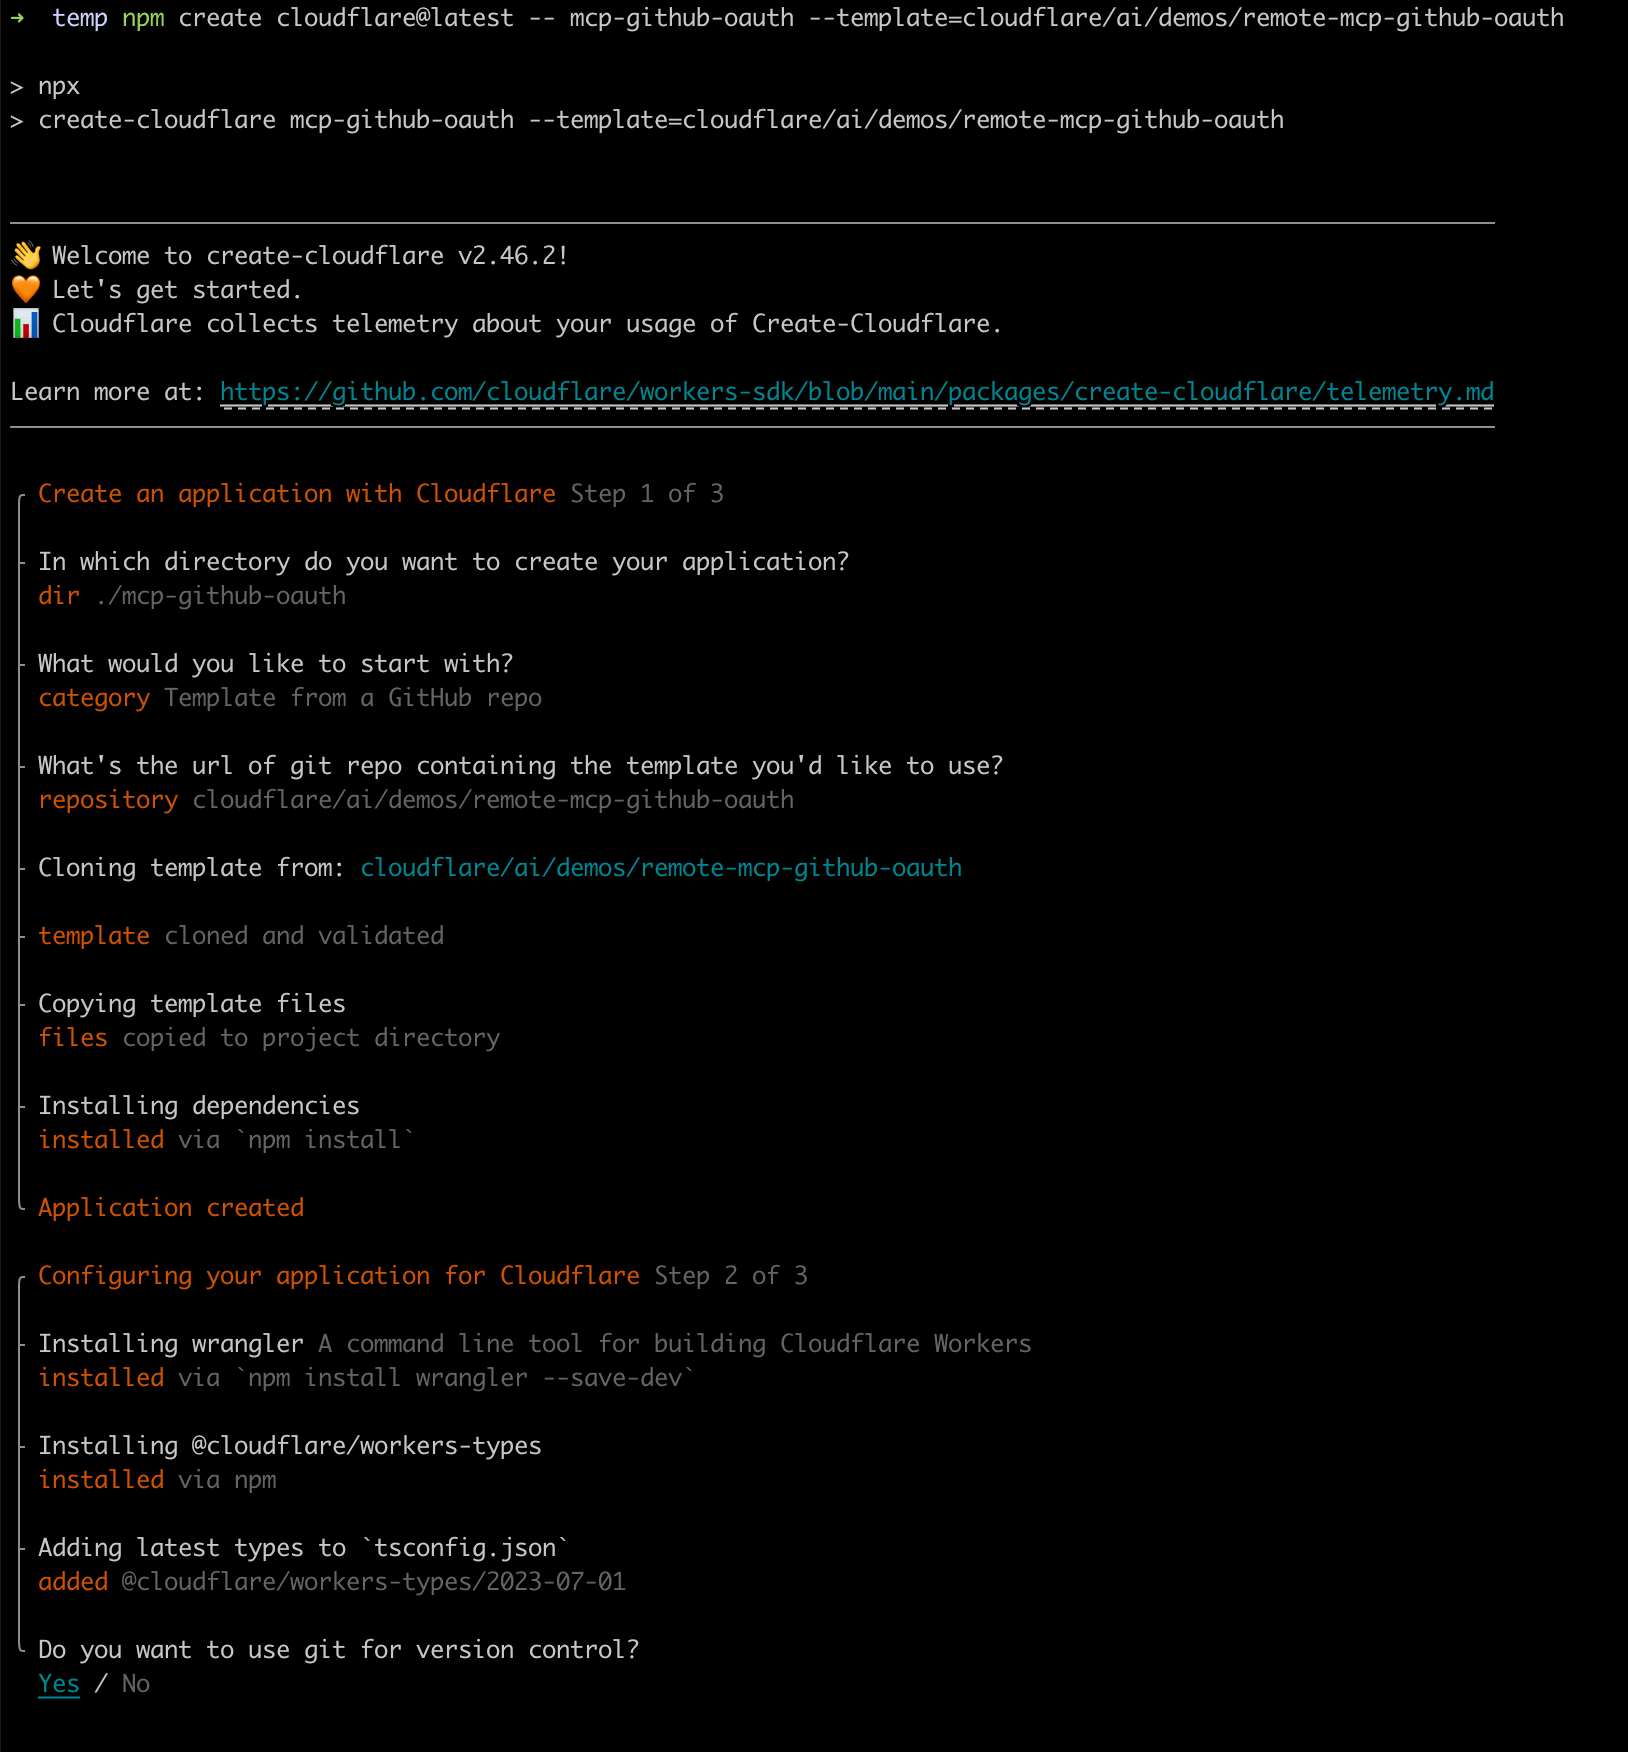 ➜  temp npm create cloudflare@latest -- mcp-github-oauth --template=cloudflare/ai/demos/remote-mcp-github-oauth
> npx
> create-cloudflare mcp-github-oauth --template=cloudflare/ai/demos/remote-mcp-github-oauth
👋 Welcome to create-cloudflare v2.46.2!
🧡 Let's get started.
📊 Cloudflare collects telemetry about your usage of Create-Cloudflare.
Learn more at: https://github.com/cloudflare/workers-sdk/blob/main/packages/create-cloudflare/telemetry.md
Create an application with Cloudflare Step 1 of 3
In which directory do you want to create your application?
dir ./mcp-github-oauth
What would you like to start with?
category Template from a GitHub repo
What's the url of git repo containing the template you'd like to use?
repository cloudflare/ai/demos/remote-mcp-github-oauth
Cloning template from: cloudflare/ai/demos/remote-mcp-github-oauth
template cloned and validated
Copying template files
files copied to project directory
Installing dependencies
installed via `npm install`
Application created
Configuring your application for Cloudflare Step 2 of 3
Installing wrangler A command line tool for building Cloudflare Workers
installed via `npm install wrangler --save-dev`
Installing @cloudflare/workers-types
installed via npm
Adding latest types to `tsconfig.json`
added @cloudflare/workers-types/2023-07-01
Do you want to use git for version control?
Yes / No